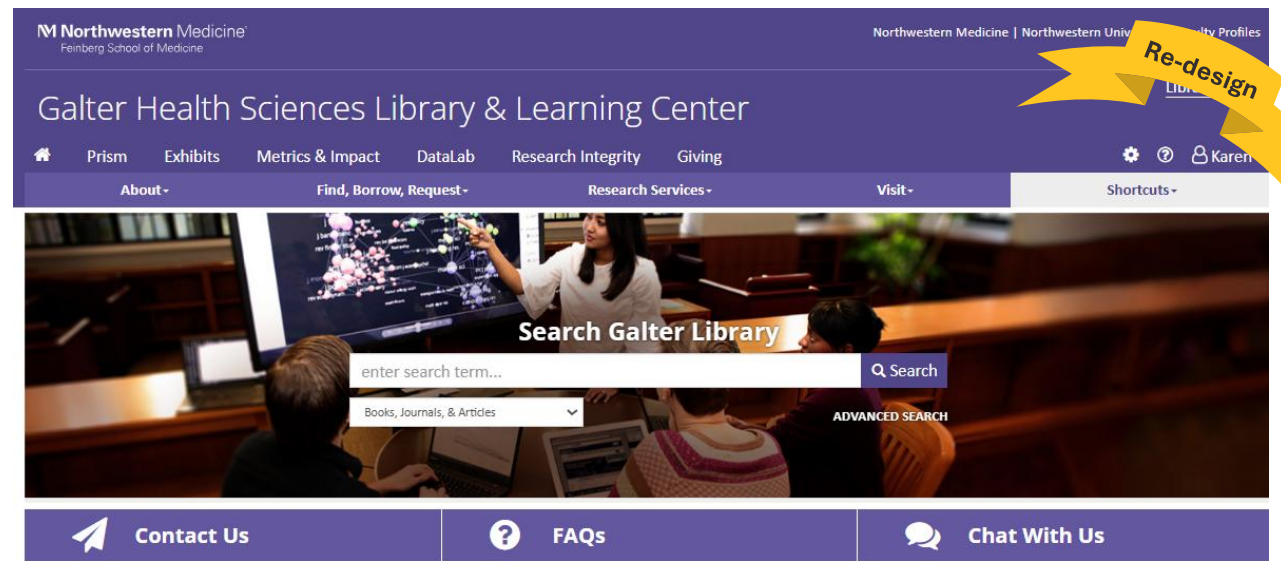 Northwestern Medicine
Feinberg School of Medicine
Northwestern Medicine | Northwestern Profiles
Re-design
Galter Health Sciences Library & Learning Center
Prism Exhibits Metrics & Impact DataLab Research Integrity Giving Karen
About Find, Borrow, Request Research Services Visit Shortcuts
Search Galter Library
enter search term...
Search
Books, Journals, & Articles
ADVANCED SEARCH
Contact Us FAQs Chat With Us